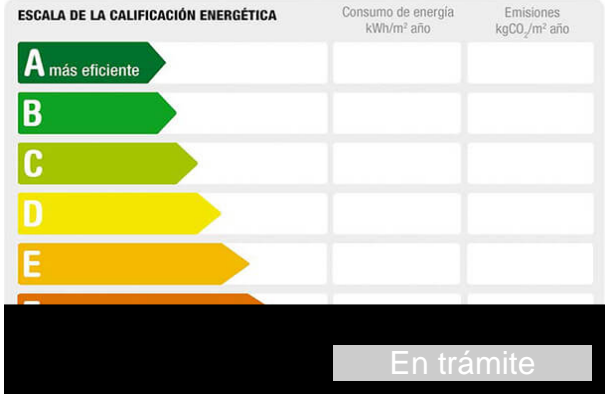 ESCALA DE LA CALIFICACIÓN ENERGÉTICA
Consumo de energía
kWh/m² año
Emisiones
kgCO₂/m² año
A más eficiente
B
C
D
E
En trámite